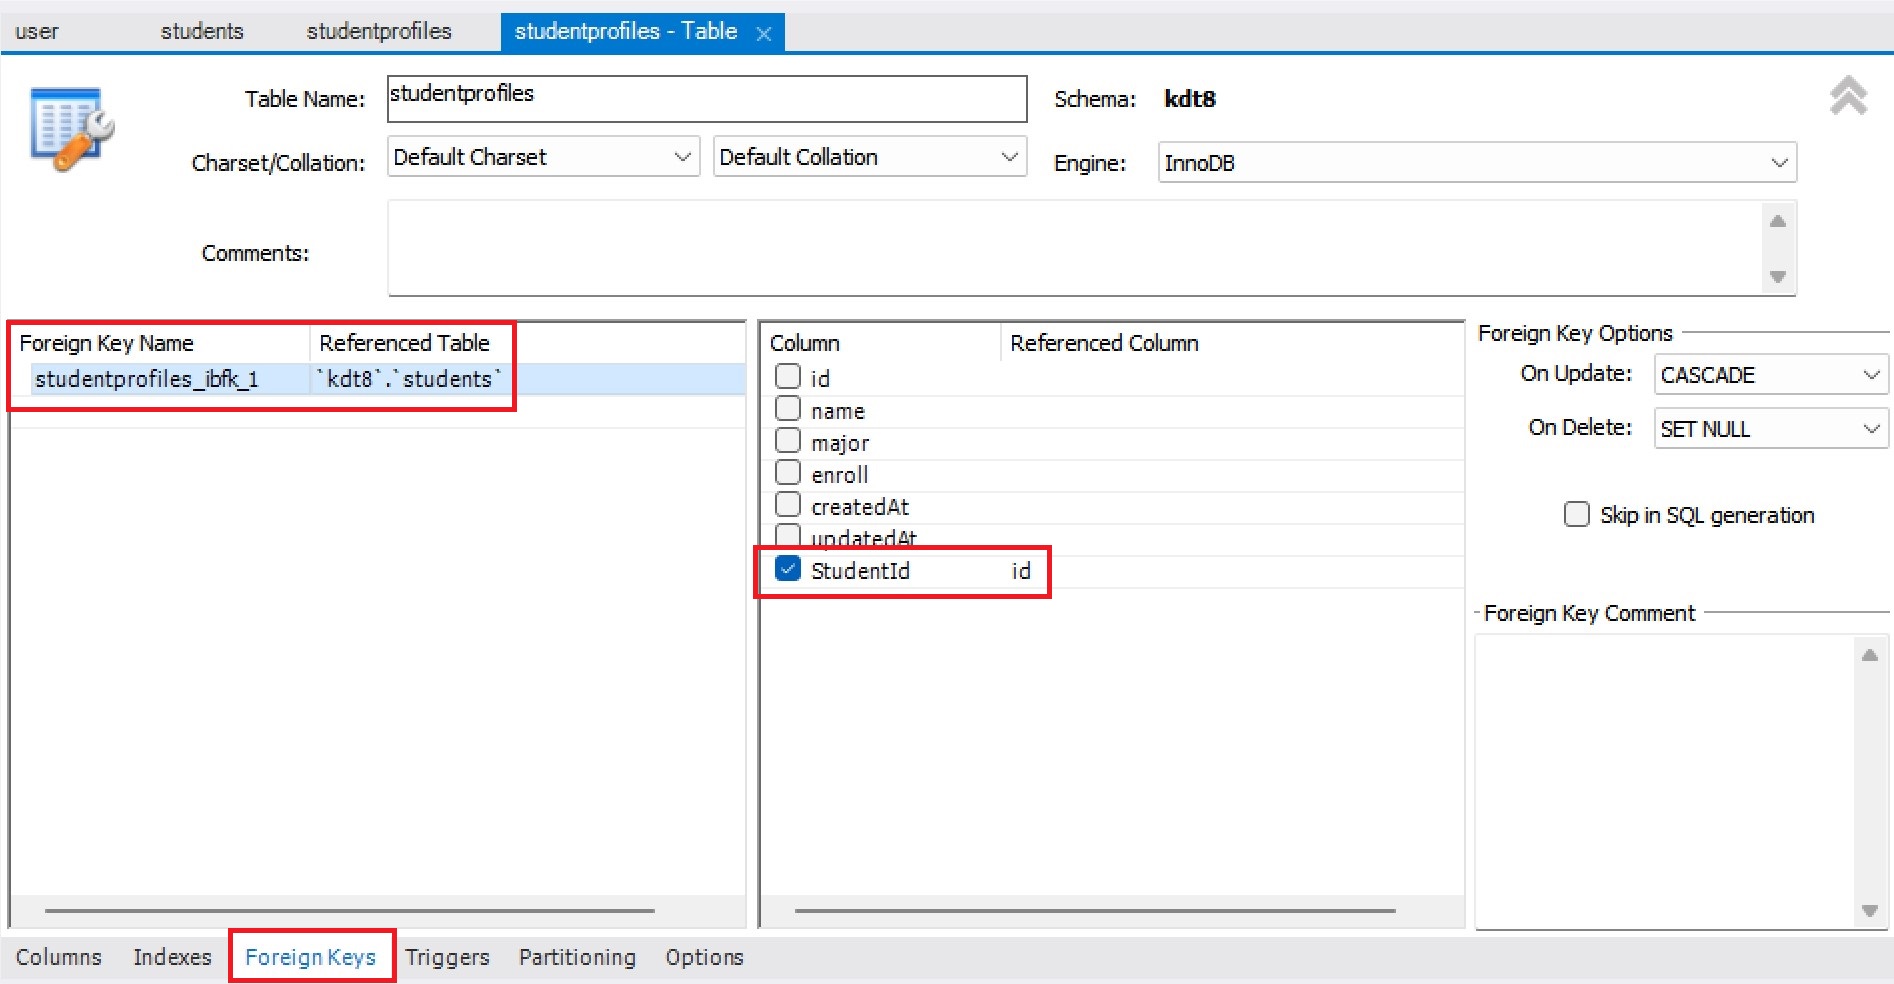 user students studentprofiles studentprofiles - Table
Table Name: studentprofiles Schema: kdt8
Charset/Collation: Default Charset Default Collation Engine: InnoDB
Comments:
Foreign Key Name Referenced Table
studentprofiles_ibfk_1 `kdt8`.`students`
Column Referenced Column
id
name
major
enroll
createdAt
updatedAt
StudentId id
Foreign Key Options
On Update: CASCADE
On Delete: SET NULL
Skip in SQL generation
Foreign Key Comment
Columns Indexes Foreign Keys Triggers Partitioning Options